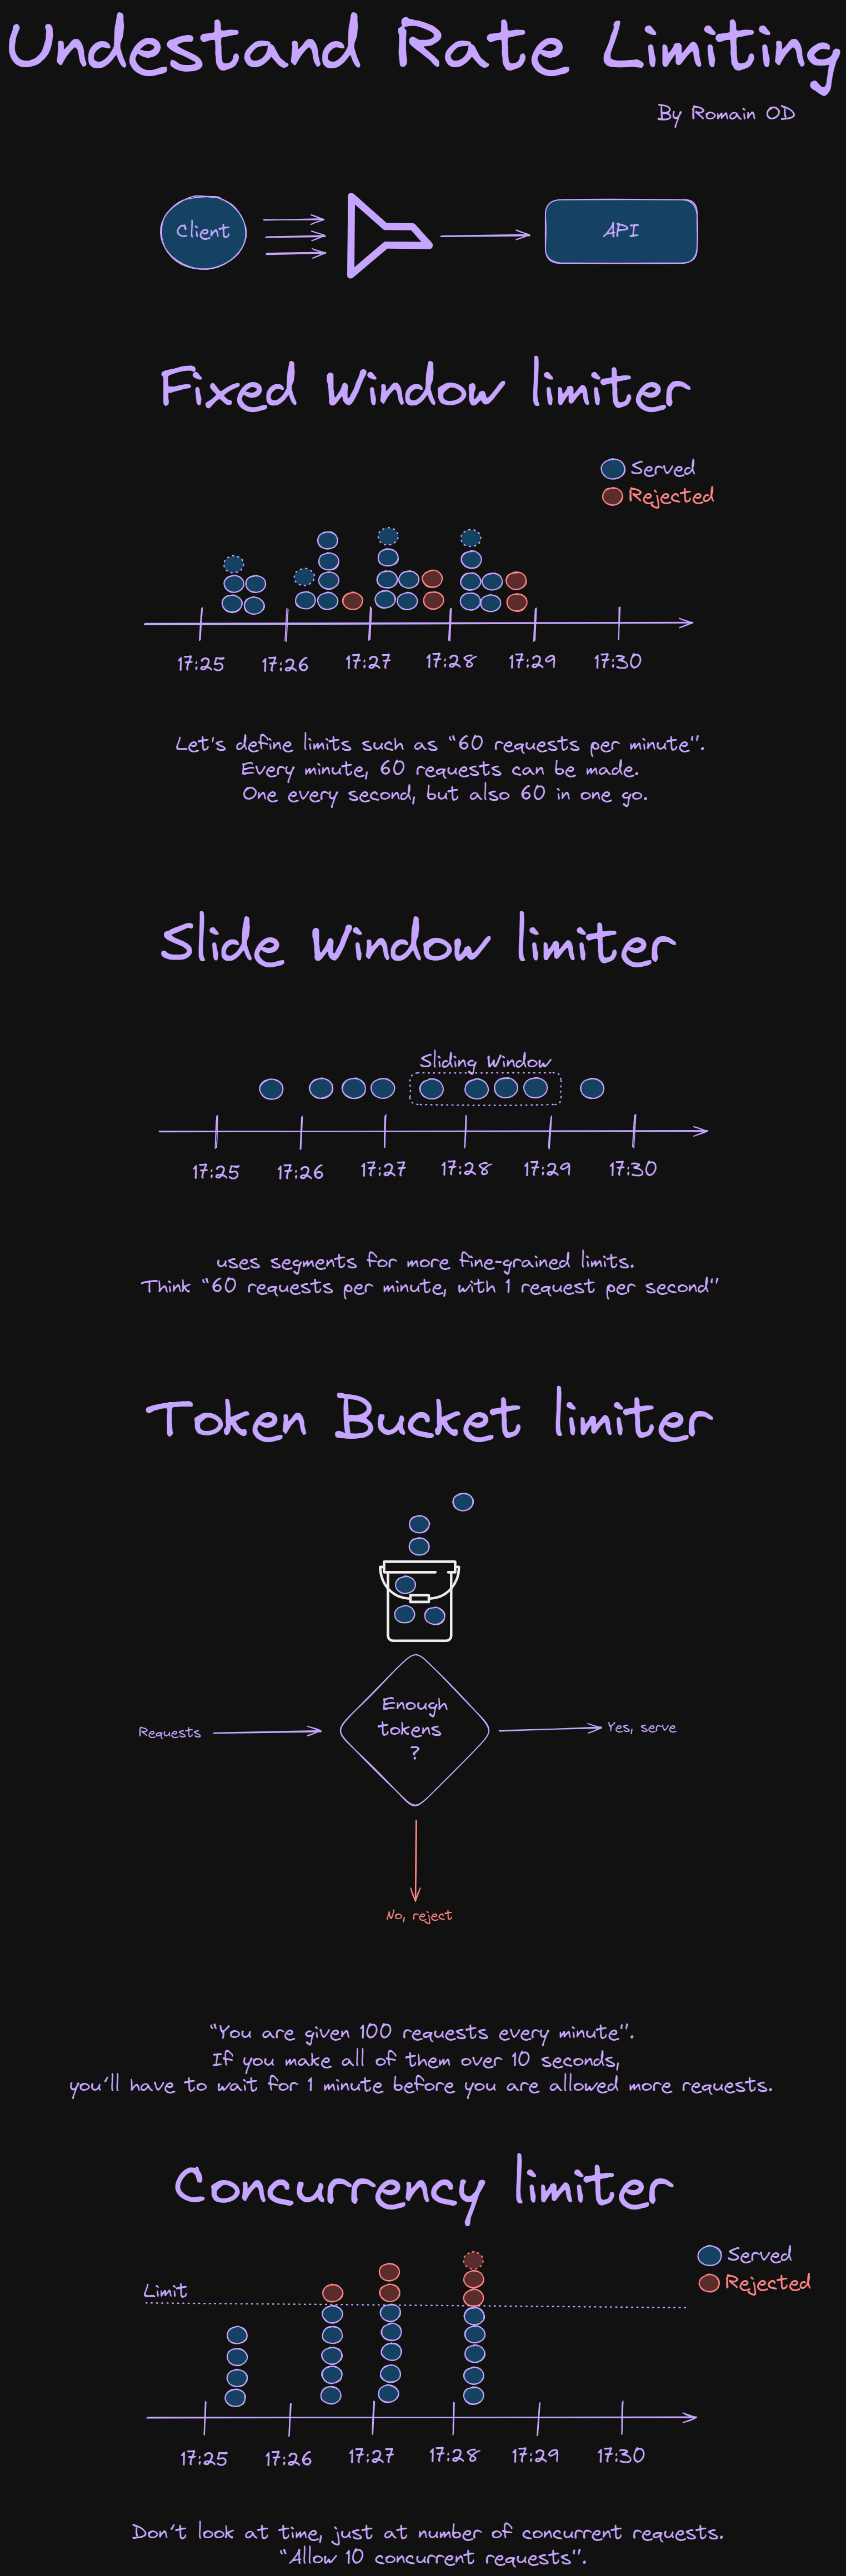 Undestand Rate Limiting
By Romain OD
Client
API
Fixed Window limiter
Served
Rejected
17:25 17:26 17:27 17:28 17:29 17:30
Let's define limits such as "60 requests per minute".
Every minute, 60 requests can be made.
One every second, but also 60 in one go.
Slide Window limiter
Sliding Window
17:25 17:26 17:27 17:28 17:29 17:30
uses segments for more fine-grained limits.
Think "60 requests per minute, with 1 request per second"
Token Bucket limiter
Enough
tokens
?
Requests
Yes, serve
No, reject
"You are given 100 requests every minute".
If you make all of them over 10 seconds,
you'll have to wait for 1 minute before you are allowed more requests.
Concurrency limiter
Served
Rejected
Limit
17:25 17:26 17:27 17:28 17:29 17:30
Don't look at time, just at number of concurrent requests.
"Allow 10 concurrent requests".